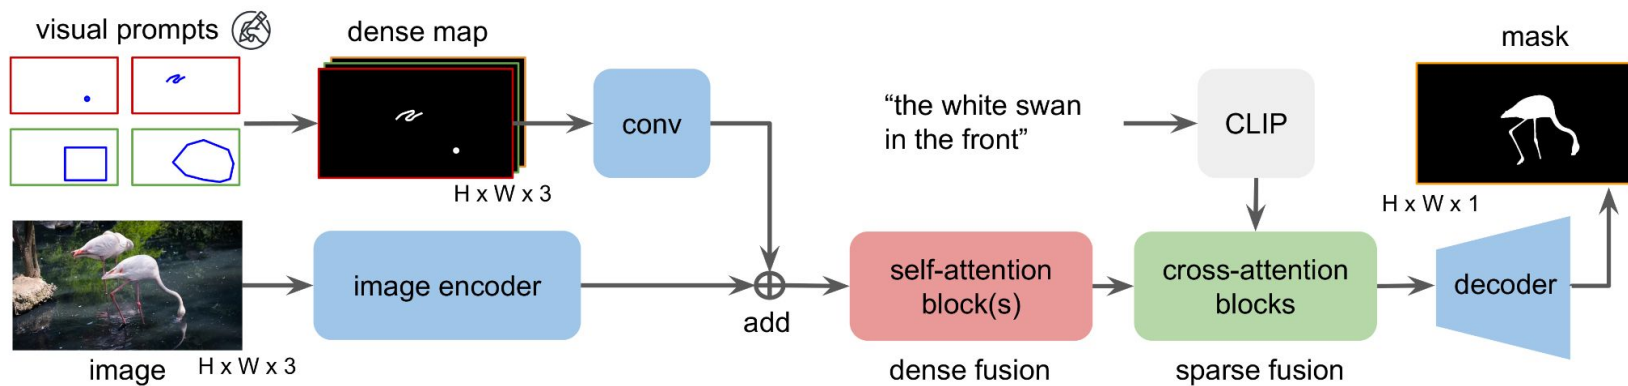 visual prompts
dense map
mask
conv
“the white swan
in the front”
CLIP
H x W x 3
H x W x 1
image encoder
add
self-attention
block(s)
cross-attention
blocks
decoder
image
H x W x 3
dense fusion
sparse fusion